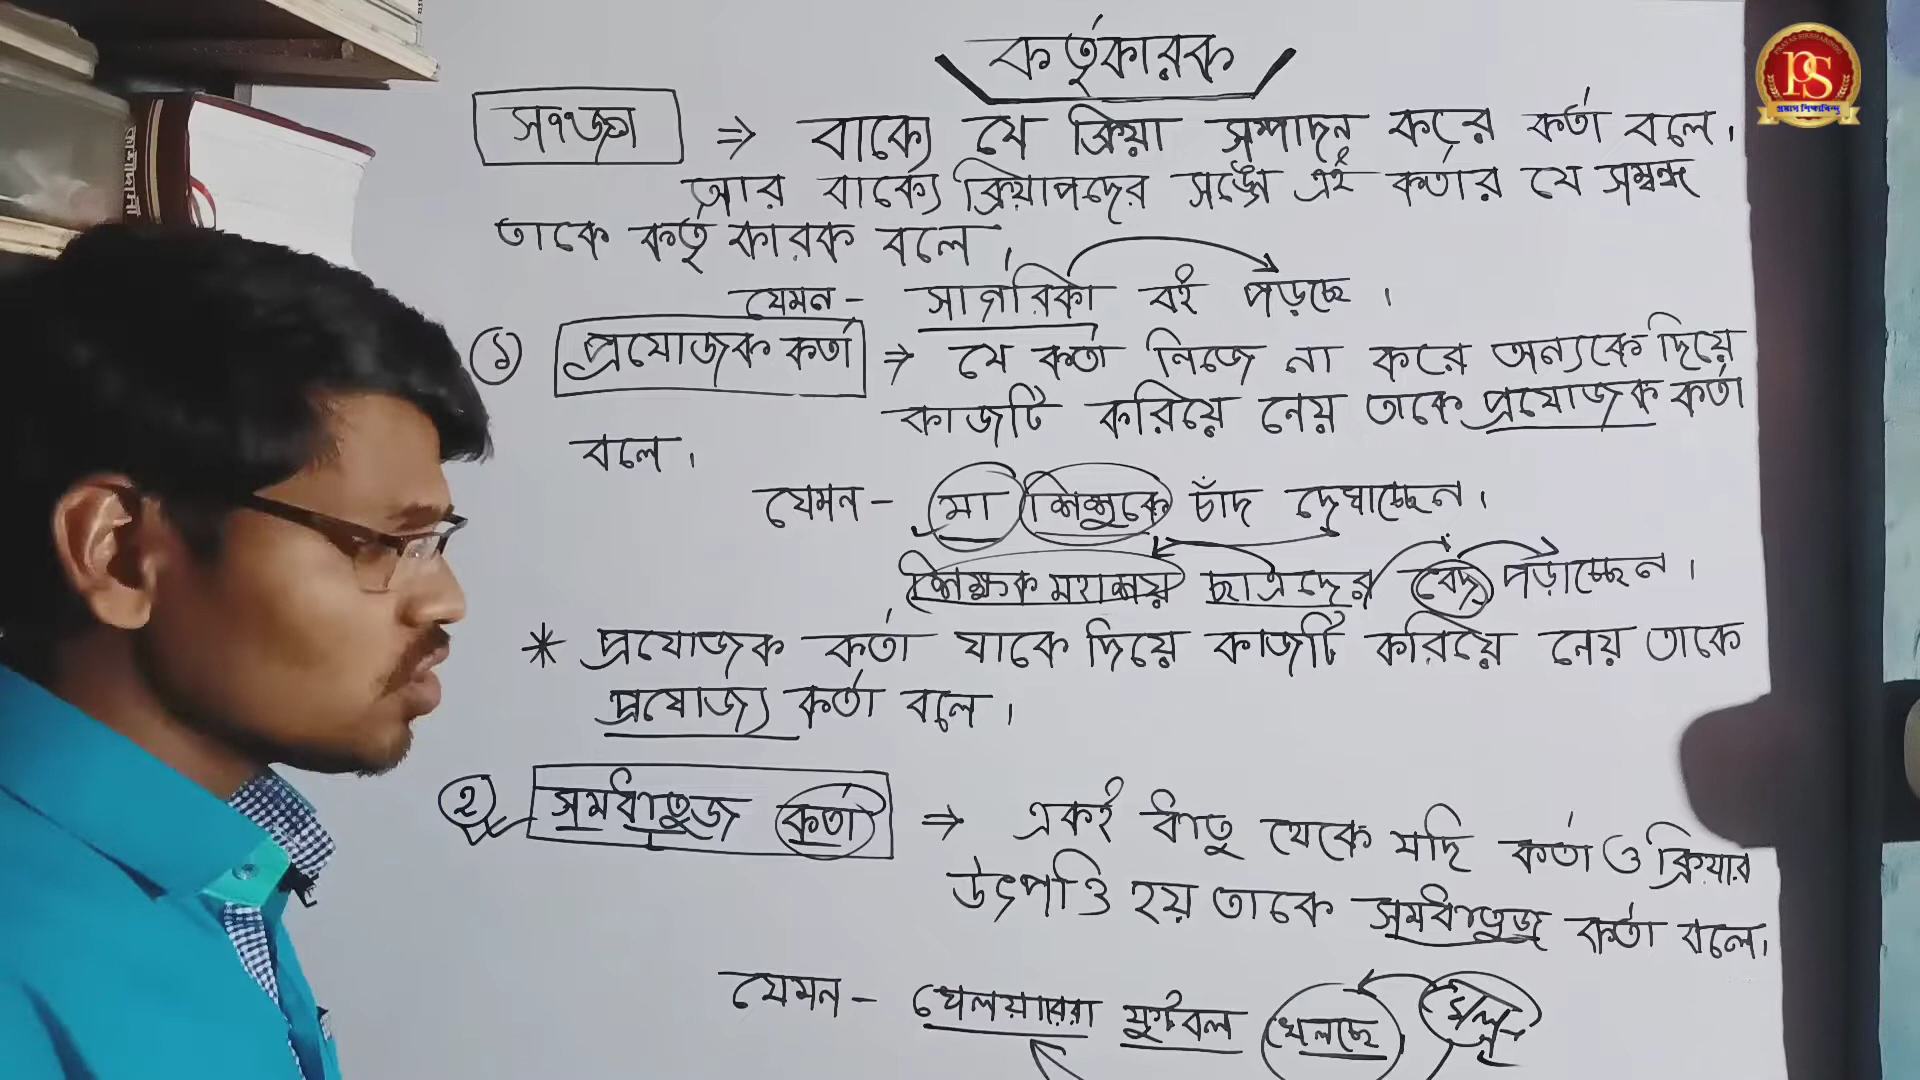 কর্তৃকারক
সংজ্ঞা ⇒ বাক্যে যে ক্রিয়া সম্পাদন করে কর্তা বলে।
আর বাক্যে ক্রিয়াপদের সঙ্গে এই কর্তার যে সম্বন্ধ
তাকে কর্তৃ কারক বলে।
যেমন - সাগরিকা বই পড়ছে।
১ প্রযোজক কর্তা ⇒ যে কর্তা নিজে না করে অন্যকে দিয়ে
কাজটি করিয়ে নেয় তাকে প্রযোজক কর্তা
বলে।
যেমন - মা শিশুকে চাঁদ দেখাচ্ছেন।
শিক্ষক মহাশয় ছাত্রদের বেদ পড়াচ্ছেন।
* প্রযোজক কর্তা যাকে দিয়ে কাজটি করিয়ে নেয় তাকে
প্রযোজ্য কর্তা বলে।
২ সমধাতুজ কর্তা ⇒ একই ধাতু থেকে যদি কর্তা ও ক্রিয়ার
উৎপত্তি হয় তাকে সমধাতুজ কর্তা বলে।
যেমন - খেলয়াররা ফুটবল খেলছে খেল্
PS
প্রয়াস শিক্ষাবিন্দু